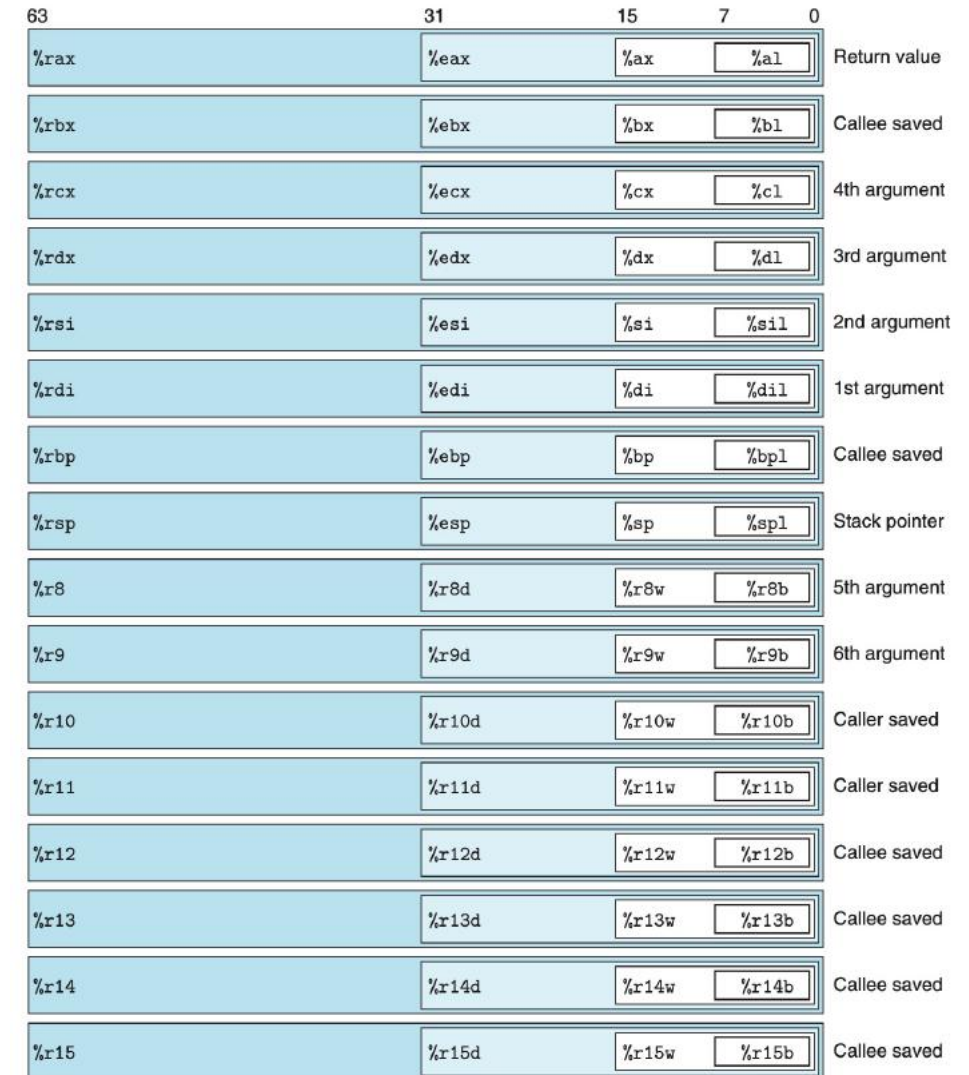 63 31 15 7 0
%rax %eax %ax %al Return value
%rbx %ebx %bx %bl Callee saved
%rcx %ecx %cx %cl 4th argument
%rdx %edx %dx %dl 3rd argument
%rsi %esi %si %sil 2nd argument
%rdi %edi %di %dil 1st argument
%rbp %ebp %bp %bpl Callee saved
%rsp %esp %sp %spl Stack pointer
%r8 %r8d %r8w %r8b 5th argument
%r9 %r9d %r9w %r9b 6th argument
%r10 %r10d %r10w %r10b Caller saved
%r11 %r11d %r11w %r11b Caller saved
%r12 %r12d %r12w %r12b Callee saved
%r13 %r13d %r13w %r13b Callee saved
%r14 %r14d %r14w %r14b Callee saved
%r15 %r15d %r15w %r15b Callee saved